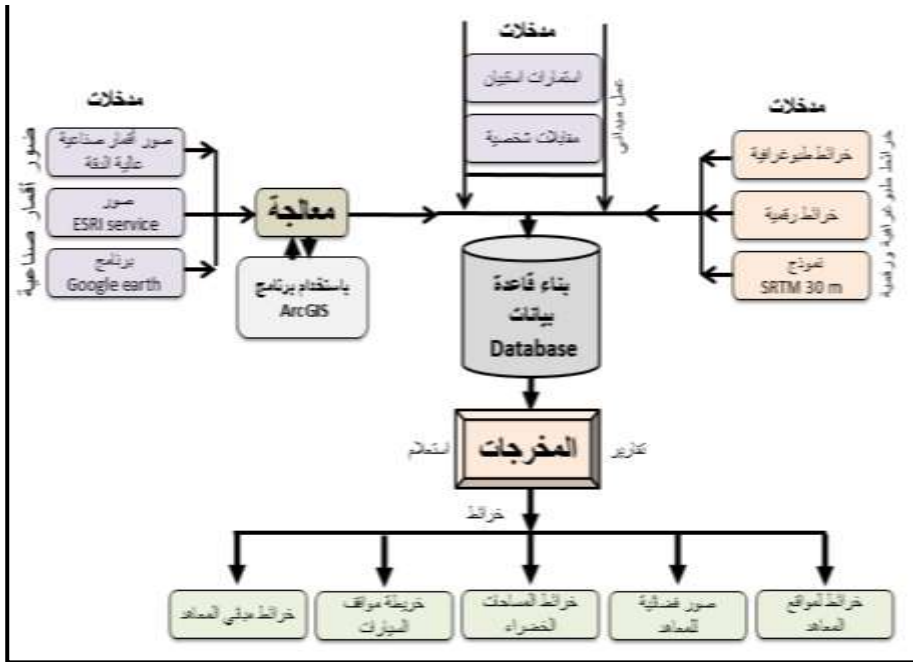 مدخلات
استمارات استبيان
مقابلات شخصية
عمل ميداني
مدخلات
خرائط طبوغرافية
خرائط رقمية
نموذج
SRTM 30 m
خرائط طبوغرافية ورقمية
مدخلات
صور أقمار صناعية
عالية الدقة
صور
ESRI service
برنامج
Google earth
صور أقمار صناعية
معالجة
باستخدام برنامج
ArcGIS
بناء قاعدة
بيانات
Database
تقارير
المخرجات
استعلام
خرائط
خرائط لمواقع
المعاهد
صور فضائية
للمعاهد
خرائط المساحات
الخضراء
خريطة مواقف
السيارات
خرائط مباني المعاهد